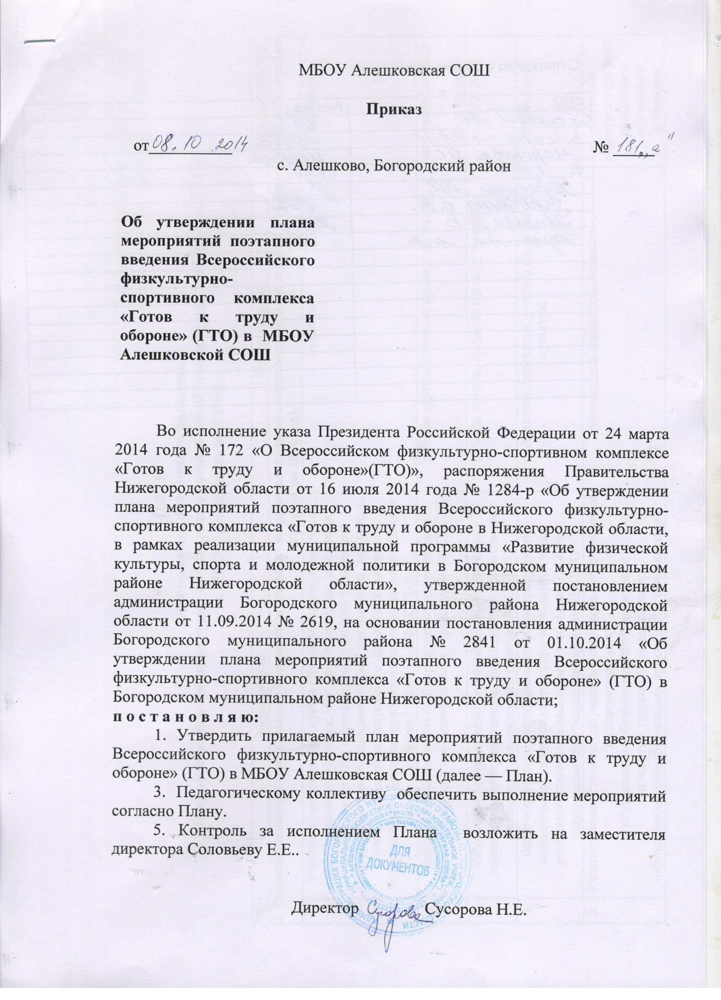 МБОУ Алешковская СОШ
Приказ
от 08.10.2014 № 181„а"
с. Алешково, Богородский район
Об утверждении плана
мероприятий поэтапного
введения Всероссийского
физкультурно-
спортивного комплекса
«Готов к труду и
обороне» (ГТО) в МБОУ
Алешковской СОШ
Во исполнение указа Президента Российской Федерации от 24 марта
2014 года № 172 «О Всероссийском физкультурно-спортивном комплексе
«Готов к труду и обороне»(ГТО)», распоряжения Правительства
Нижегородской области от 16 июля 2014 года № 1284-р «Об утверждении
плана мероприятий поэтапного введения Всероссийского физкультурно-
спортивного комплекса «Готов к труду и обороне в Нижегородской области,
в рамках реализации муниципальной программы «Развитие физической
культуры, спорта и молодежной политики в Богородском муниципальном
районе Нижегородской области», утвержденной постановлением
администрации Богородского муниципального района Нижегородской
области от 11.09.2014 № 2619, на основании постановления администрации
Богородского муниципального района № 2841 от 01.10.2014 «Об
утверждении плана мероприятий поэтапного введения Всероссийского
физкультурно-спортивного комплекса «Готов к труду и обороне» (ГТО) в
Богородском муниципальном районе Нижегородской области;
п о с т а н о в л я ю:
1. Утвердить прилагаемый план мероприятий поэтапного введения
Всероссийского физкультурно-спортивного комплекса «Готов к труду и
обороне» (ГТО) в МБОУ Алешковская СОШ (далее — План).
3. Педагогическому коллективу обеспечить выполнение мероприятий
согласно Плану.
5. Контроль за исполнением Плана возложить на заместителя
директора Соловьеву Е.Е..
ДЛЯ
ДОКУМЕНТОВ
Директор Сусорова Сусорова Н.Е.